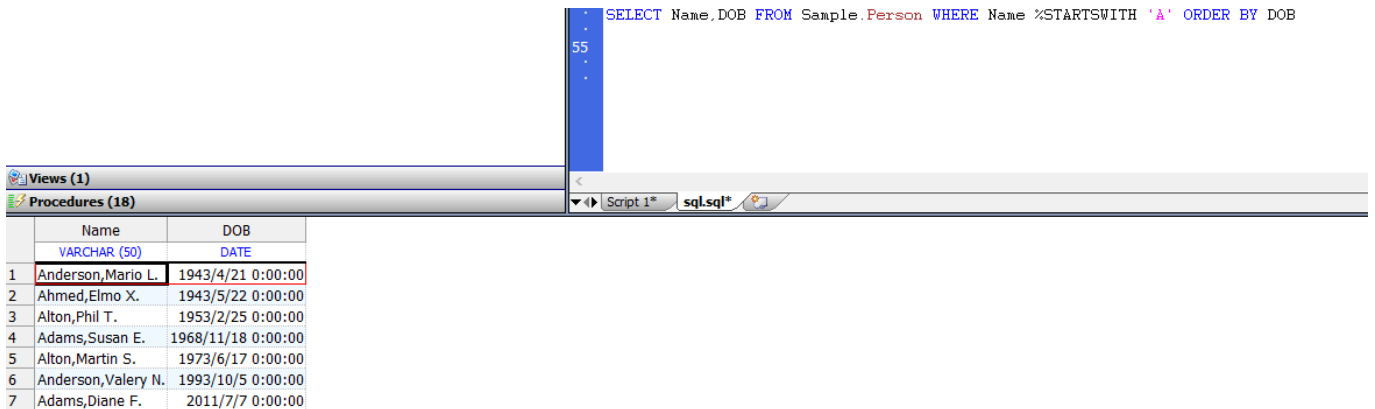 SELECT Name,DOB FROM Sample.Person WHERE Name %STARTSWITH 'A' ORDER BY DOB
55
Views (1)
Procedures (18)
Script 1* sql.sql*
Name DOB
VARCHAR (50) DATE
1 Anderson,Mario L. 1943/4/21 0:00:00
2 Ahmed,Elmo X. 1943/5/22 0:00:00
3 Alton,Phil T. 1953/2/25 0:00:00
4 Adams,Susan E. 1968/11/18 0:00:00
5 Alton,Martin S. 1973/6/17 0:00:00
6 Anderson,Valery N. 1993/10/5 0:00:00
7 Adams,Diane F. 2011/7/7 0:00:00